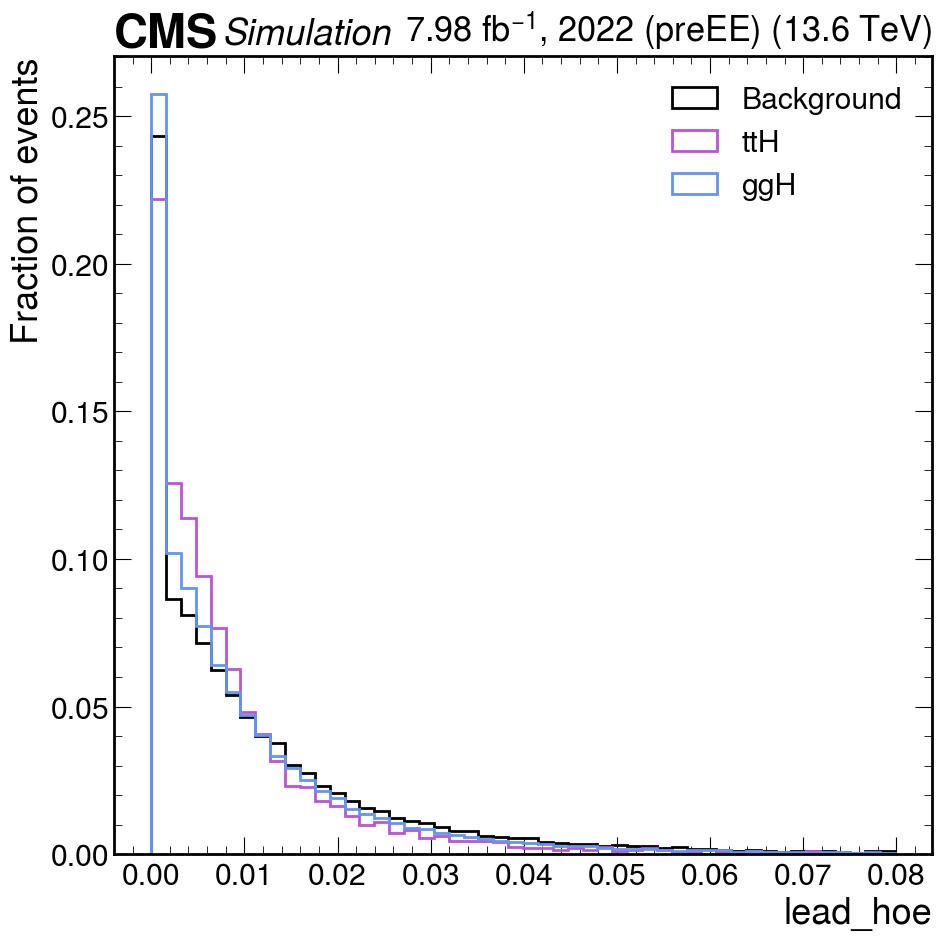 CMS Simulation 7.98 fb⁻¹, 2022 (preEE) (13.6 TeV)
Fraction of events
0.25
0.20
0.15
0.10
0.05
0.00
Background
ttH
ggH
0.00 0.01 0.02 0.03 0.04 0.05 0.06 0.07 0.08
lead_hoe